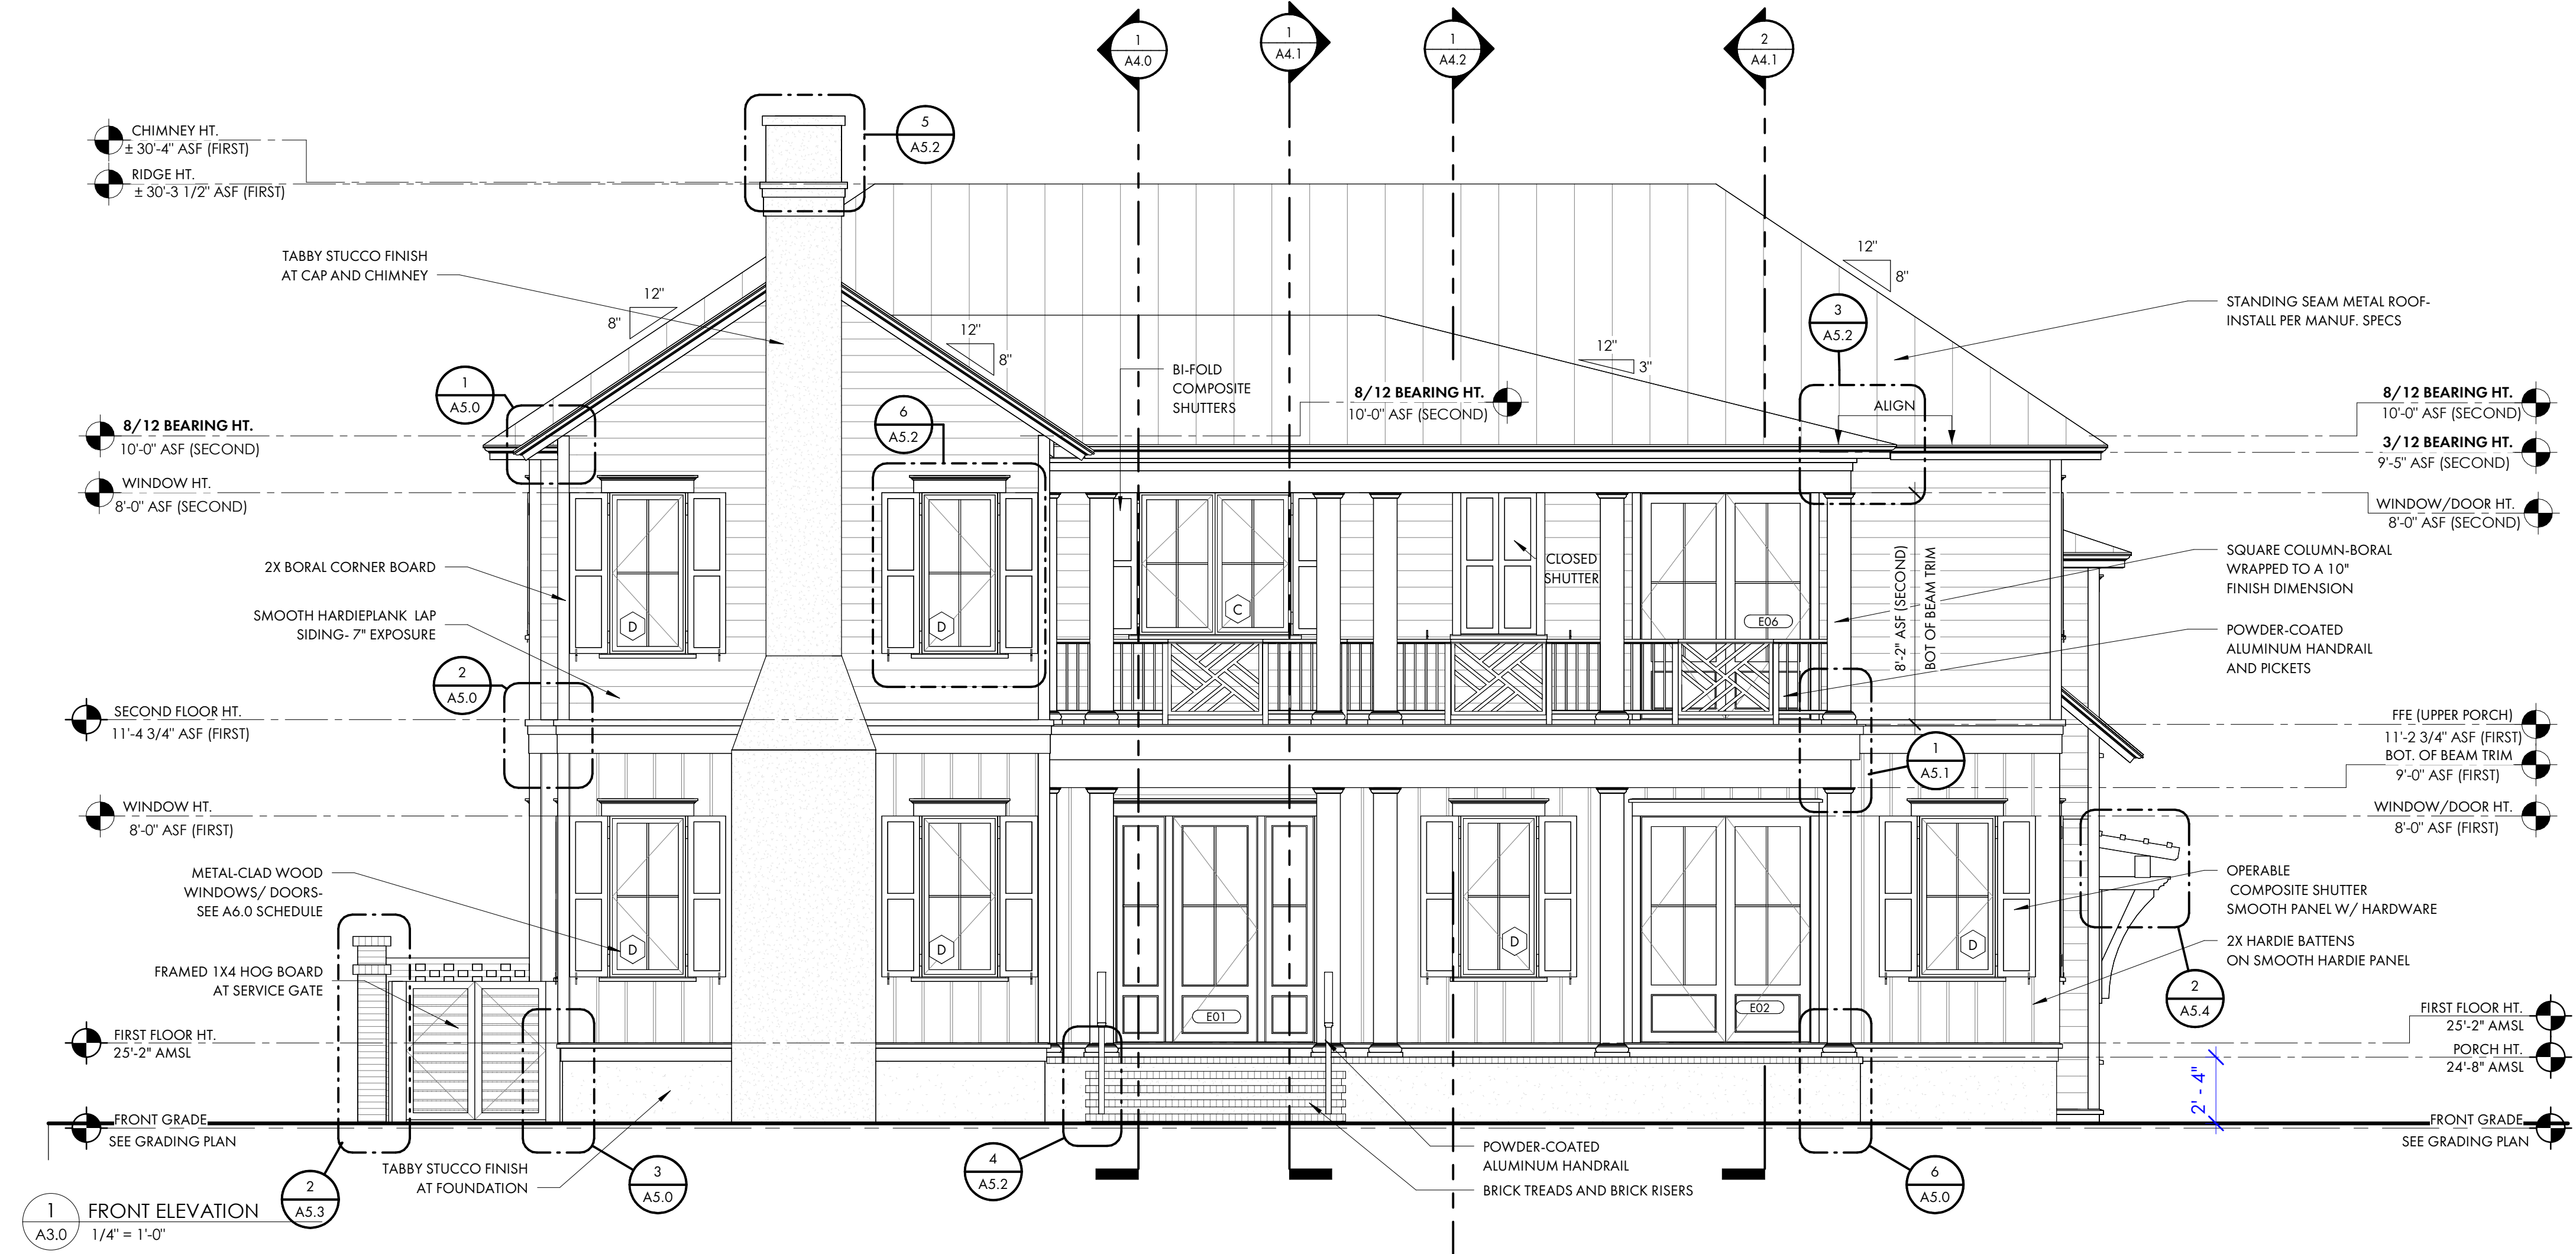 1
A4.0
1
A4.1
1
A4.2
2
A4.1
CHIMNEY HT.
± 30'-4" ASF (FIRST)
RIDGE HT.
± 30'-3 1/2" ASF (FIRST)
5
A5.2
TABBY STUCCO FINISH
AT CAP AND CHIMNEY
12"
8"
12"
8"
12"
8"
12"
3"
3
A5.2
STANDING SEAM METAL ROOF-
INSTALL PER MANUF. SPECS
1
A5.0
BI-FOLD
COMPOSITE
SHUTTERS
8/12 BEARING HT.
10'-0" ASF (SECOND)
6
A5.2
ALIGN
8/12 BEARING HT.
10'-0" ASF (SECOND)
8/12 BEARING HT.
10'-0" ASF (SECOND)
3/12 BEARING HT.
9'-5" ASF (SECOND)
WINDOW HT.
8'-0" ASF (SECOND)
WINDOW/DOOR HT.
8'-0" ASF (SECOND)
2X BORAL CORNER BOARD
CLOSED
SHUTTER
8'-2" ASF (SECOND)
BOT OF BEAM TRIM
SQUARE COLUMN-BORAL
WRAPPED TO A 10"
FINISH DIMENSION
SMOOTH HARDIEPLANK LAP
SIDING- 7" EXPOSURE
D
D
C
E06
POWDER-COATED
ALUMINUM HANDRAIL
AND PICKETS
2
A5.0
SECOND FLOOR HT.
11'-4 3/4" ASF (FIRST)
FFE (UPPER PORCH)
11'-2 3/4" ASF (FIRST)
BOT. OF BEAM TRIM
9'-0" ASF (FIRST)
1
A5.1
WINDOW HT.
8'-0" ASF (FIRST)
WINDOW/DOOR HT.
8'-0" ASF (FIRST)
METAL-CLAD WOOD
WINDOWS/ DOORS-
SEE A6.0 SCHEDULE
OPERABLE
COMPOSITE SHUTTER
SMOOTH PANEL W/ HARDWARE
D
D
D
D
2X HARDIE BATTENS
ON SMOOTH HARDIE PANEL
FRAMED 1X4 HOG BOARD
AT SERVICE GATE
E01
E02
2
A5.4
FIRST FLOOR HT.
25'-2" AMSL
FIRST FLOOR HT.
25'-2" AMSL
PORCH HT.
24'-8" AMSL
2' - 4"
FRONT GRADE
SEE GRADING PLAN
FRONT GRADE
SEE GRADING PLAN
TABBY STUCCO FINISH
AT FOUNDATION
2
A5.3
3
A5.0
4
A5.2
POWDER-COATED
ALUMINUM HANDRAIL
BRICK TREADS AND BRICK RISERS
6
A5.0
1
A3.0
FRONT ELEVATION
1/4" = 1'-0"